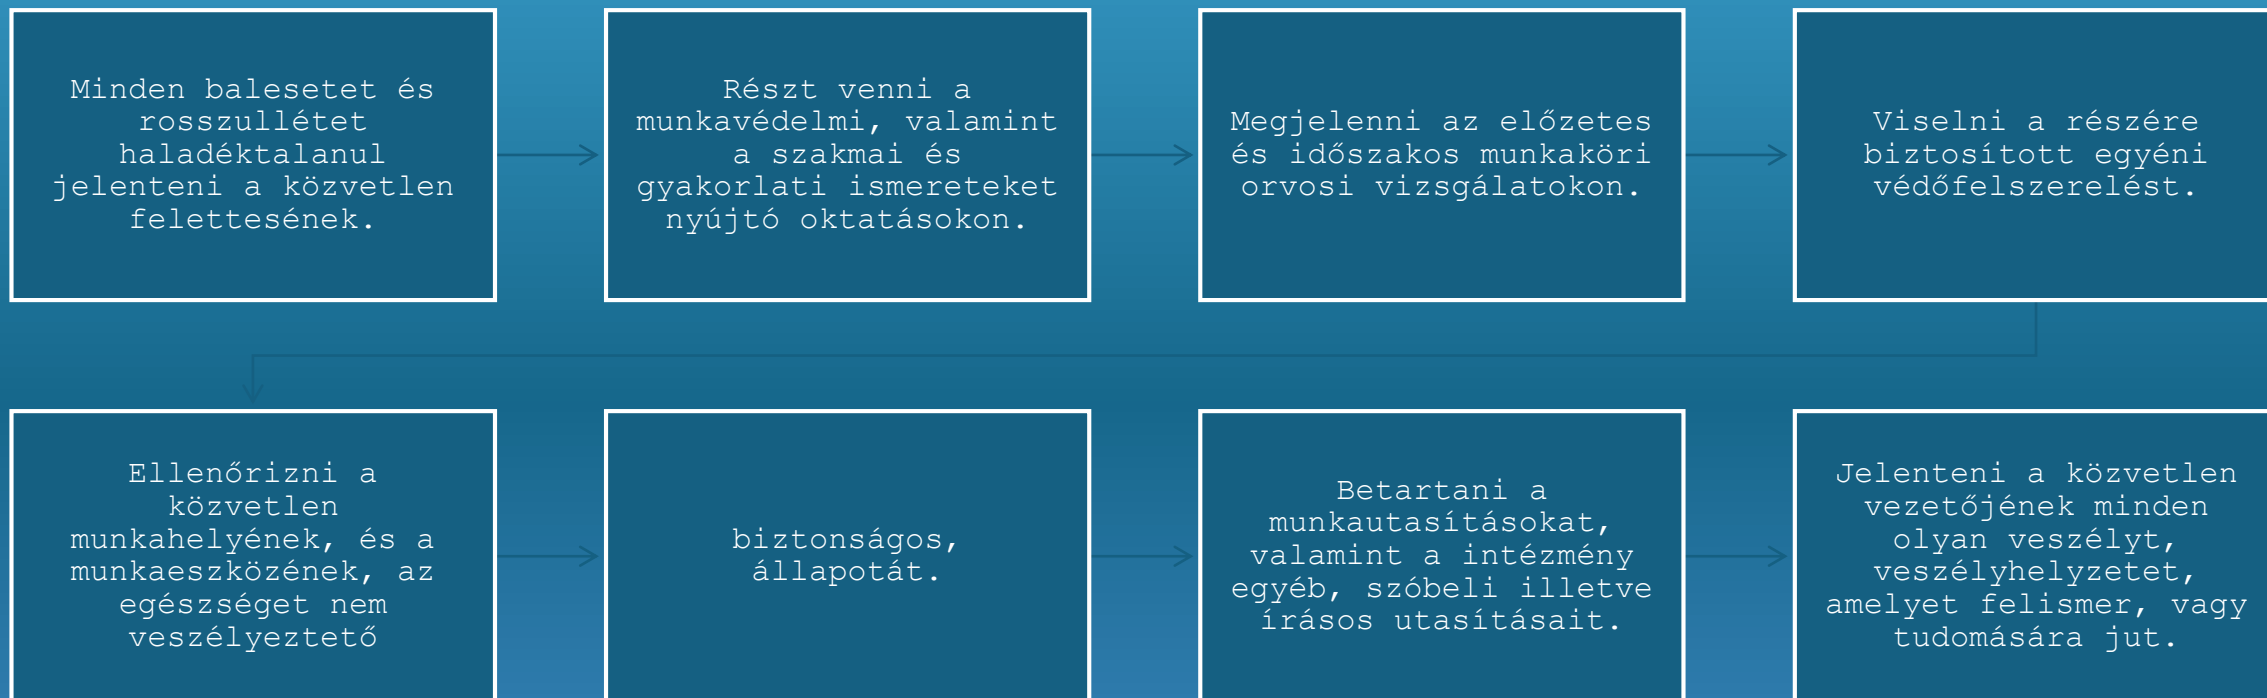 Minden balesetet és
rosszullétet
haladéktalanul
jelenteni a közvetlen
felettesének.
Részt venni a
munkavédelmi, valamint
a szakmai és
gyakorlati ismereteket
nyújtó oktatásokon.
Megjelenni az előzetes
és időszakos munkaköri
orvosi vizsgálatokon.
Viselni a részére
biztosított egyéni
védőfelszerelést.
Ellenőrizni a
közvetlen
munkahelyének, és a
munkaeszközének, az
egészséget nem
veszélyeztető
biztonságos,
állapotát.
Betartani a
munkautasításokat,
valamint a intézmény
egyéb, szóbeli illetve
írásos utasításait.
Jelenteni a közvetlen
vezetőjének minden
olyan veszélyt,
veszélyhelyzetet,
amelyet felismer, vagy
tudomására jut.